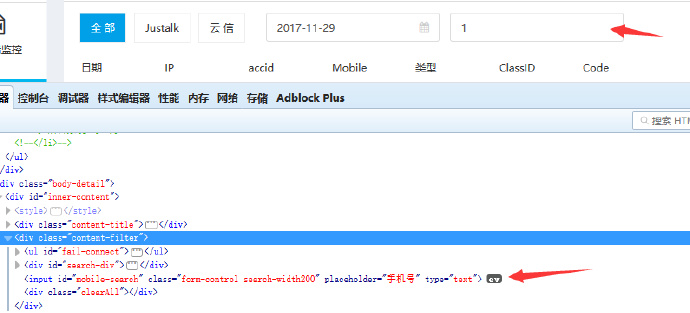 全部 Justalk 云信 2017-11-29 1
监控
日期 IP accid Mobile 类型 ClassID Code
器 控制台 调试器 样式编辑器 性能 内存 网络 存储 Adblock Plus
搜索 HTM
<!--</li>-->
</ul>
</div>
<div class="body-detail">
<div id="inner-content">
<style></style>
<div class="content-title"></div>
<div class="content-filter">
<ul id="fail-connect"></ul>
<div id="search-div"></div>
<input id="mobile-search" class="form-control search-width200" placeholder="手机号" type="text"> ev
<div class="clearAll"></div>
</div>